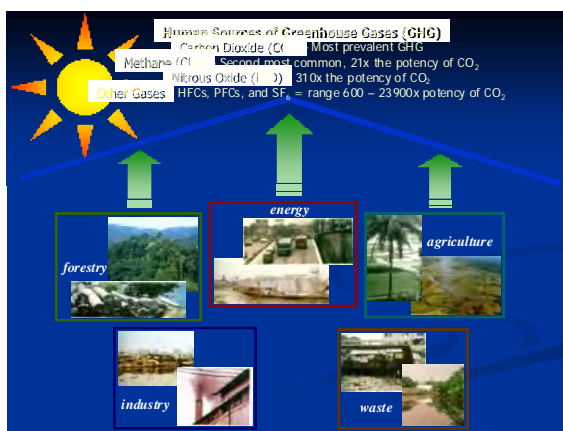 Human Sources of Greenhouse Gases (GHG)
Carbon Dioxide (CO Most prevalent GHG
Methane (C Second most common, 21x the potency of CO₂
Nitrous Oxide ( O) 310x the potency of CO₂
Other Gases HFCs, PFCs, and SF₆ = range 600 – 23900x potency of CO₂
energy
forestry
agriculture
industry
waste